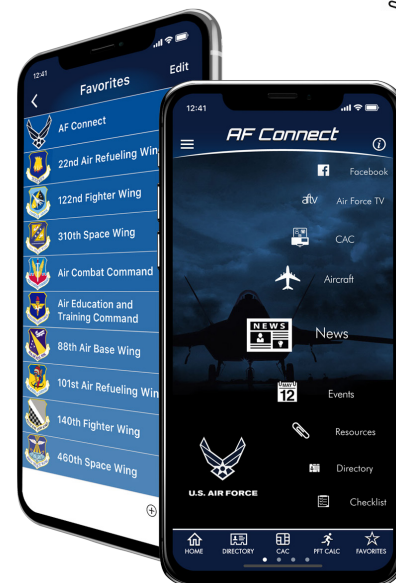 S
12:41
Favorites
Edit
AF Connect
22nd Air Refueling Win
122nd Fighter Wing
310th Space Wing
Air Combat Command
Air Education and
Training Command
88th Air Base Wing
101st Air Refueling Win
140th Fighter Wing
460th Space Wing
12:41
AF Connect
Facebook
aftv
Air Force TV
CAC
Aircraft
NEWS
News
12
Events
Resources
Directory
Checklist
U.S. AIR FORCE
HOME
DIRECTORY
CAC
PFT CALC
FAVORITES